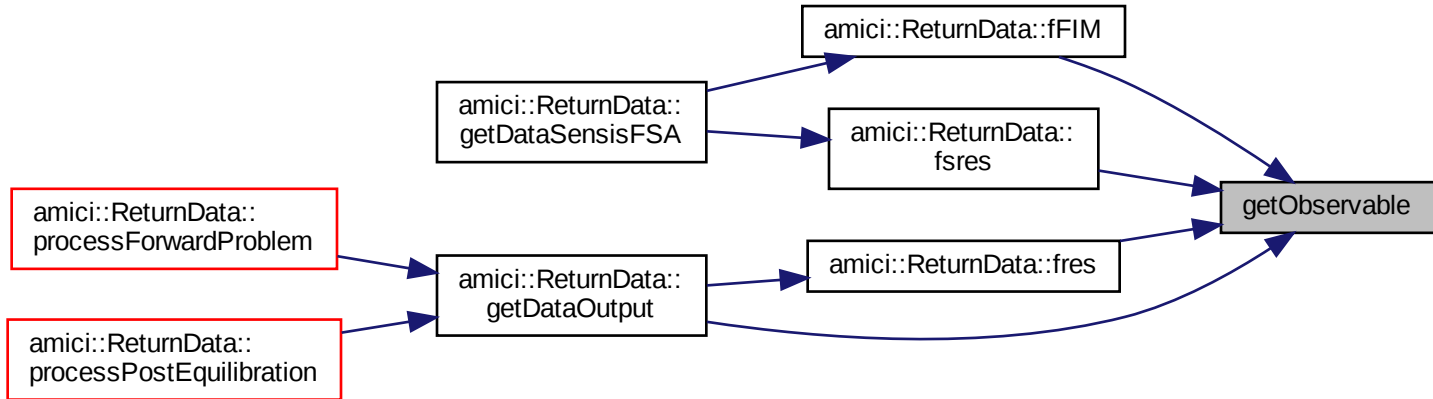 amici::ReturnData::fFIM
amici::ReturnData::
getDataSensisFSA
amici::ReturnData::
fsres
getObservable
amici::ReturnData::
processForwardProblem
amici::ReturnData::fres
amici::ReturnData::
getDataOutput
amici::ReturnData::
processPostEquilibration